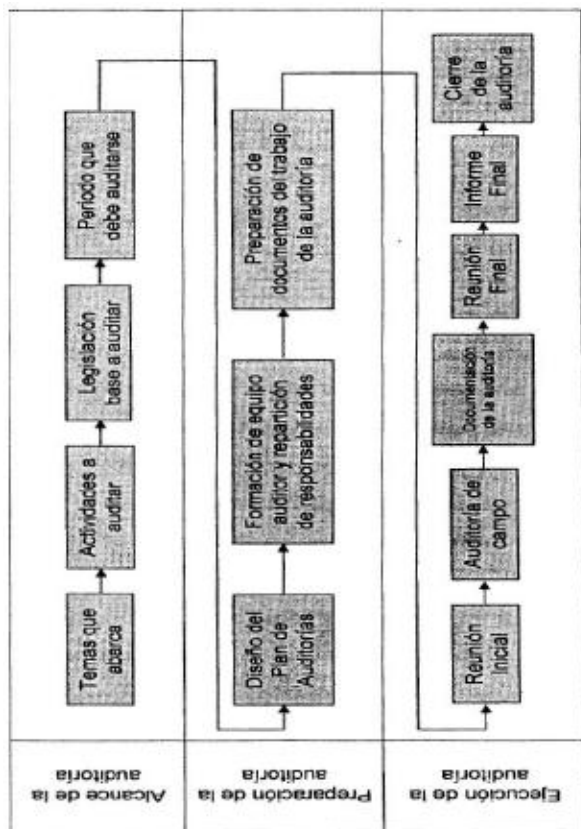 Alcance de la
auditoría
Temas que
abarca
Actividades a
auditar
Legislación
base a auditar
Periodo que
debe auditarse
Preparación de la
auditoría
Diseño del
Plan de
Auditorías
Formación de equipo
auditor y repartición
de responsabilidades
Preparación de
documentos del trabajo
de la auditoría
Ejecución de la
auditoría
Reunión
Inicial
Auditoría de
campo
Documentación
de la auditoría
Reunión
Final
Informe
Final
Cierre
de la
auditoría